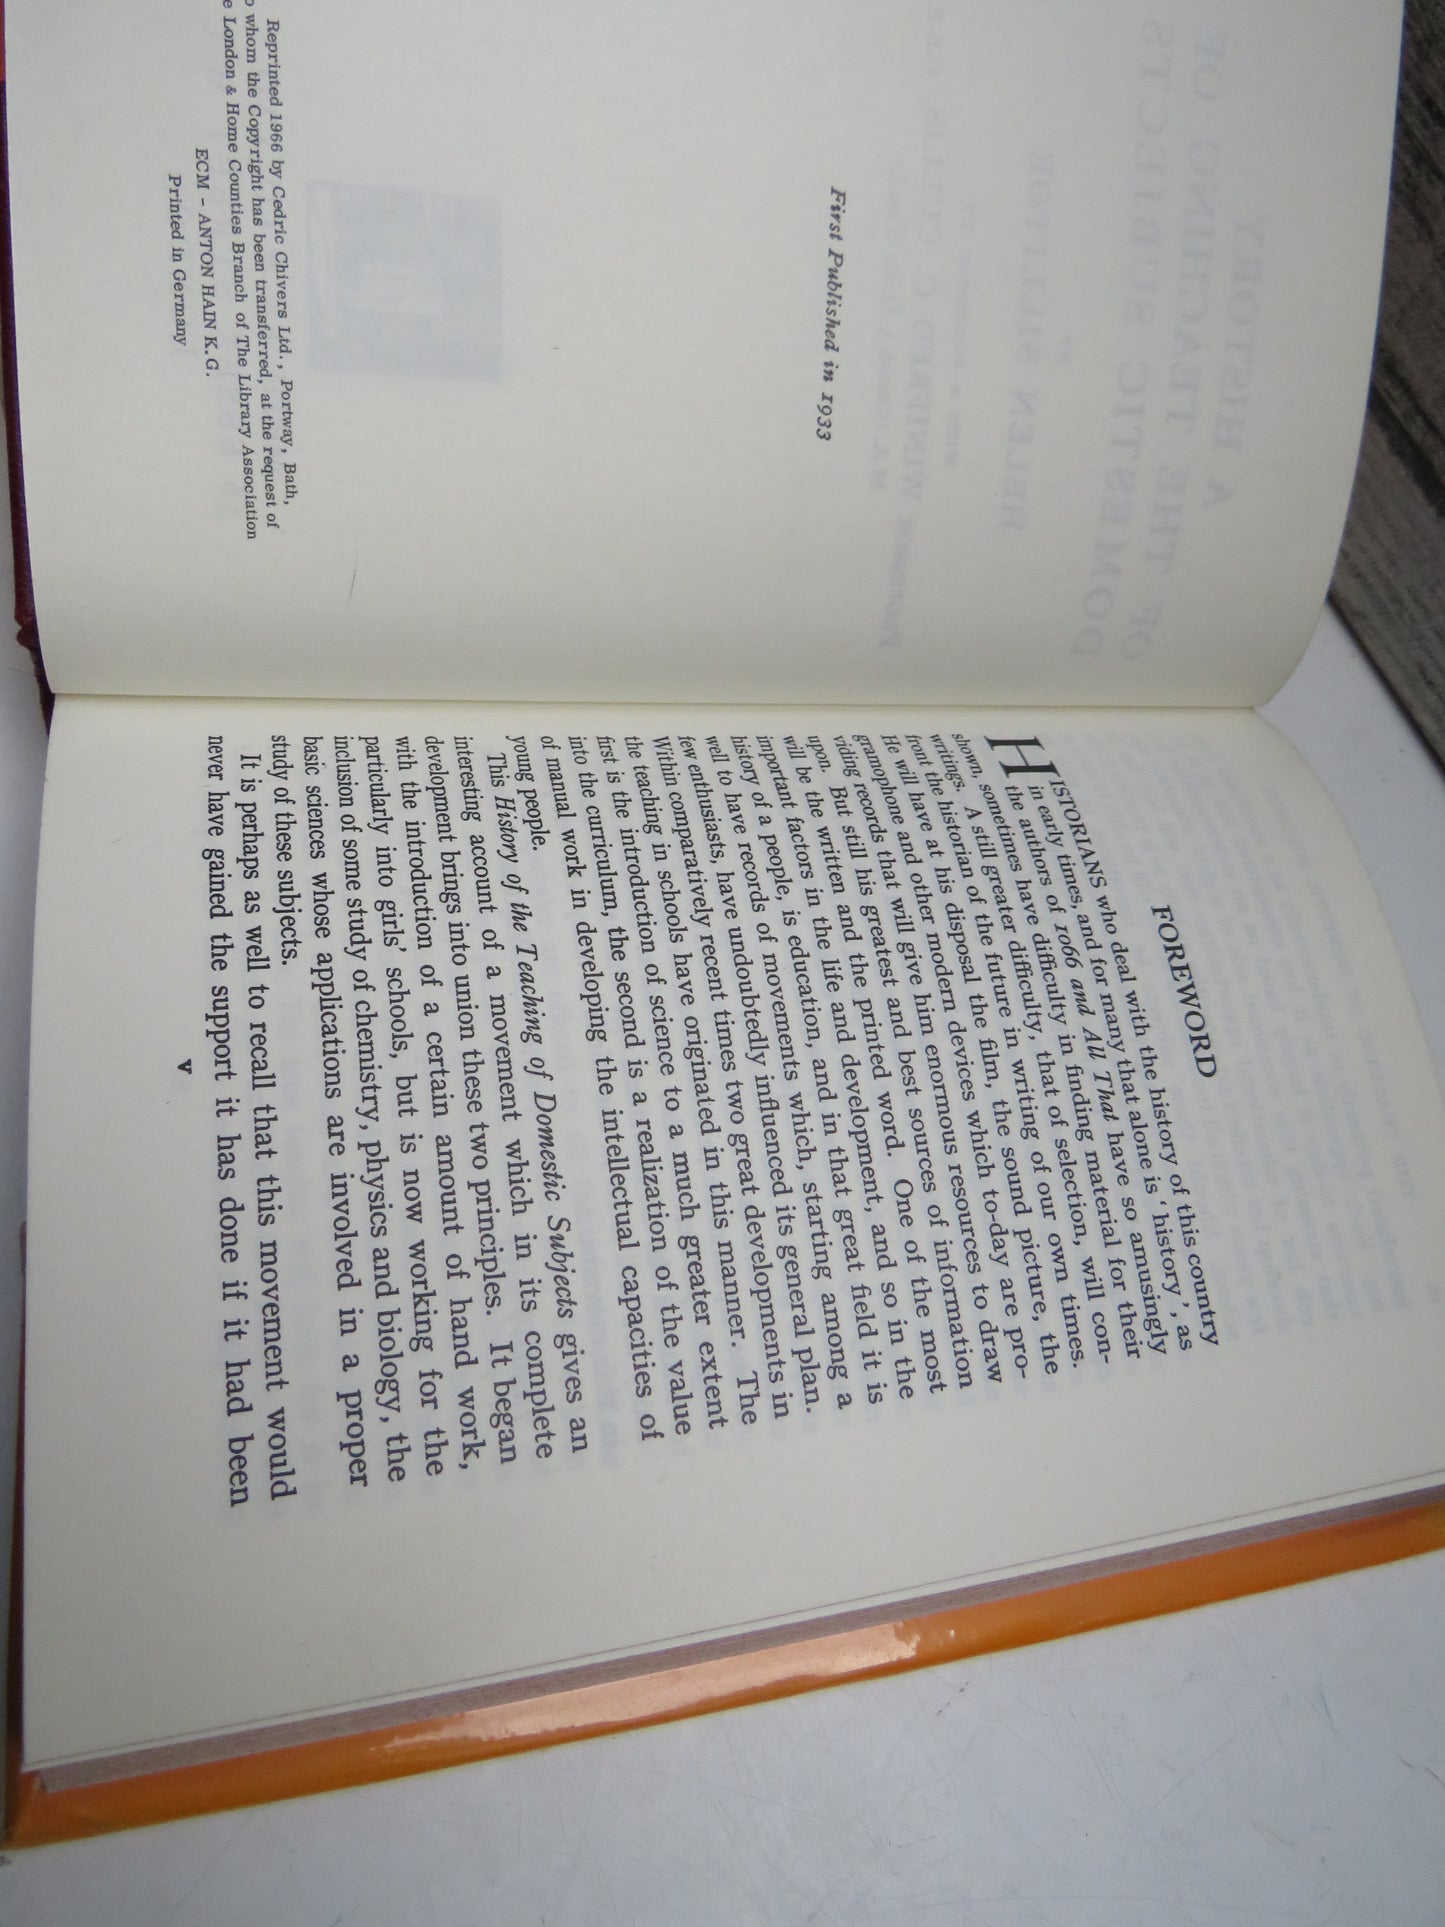 First Published in 1933
Reprinted 1966 by Cedric Chivers Ltd., Portway, Bath,
whom the Copyright has been transferred, at the request of
London & Home Counties Branch of The Library Association
ECM - ANTON HAIN K.G.
Printed in Germany
FOREWORD
HISTORIANS who deal with the history of this country
in early times, and for many that alone is 'history', as
the authors of 1066 and All That have so amusingly
shown, sometimes have difficulty in finding material for their
writings. A still greater difficulty, that of selection, will con-
front the historian of the future in writing of our own times.
He will have at his disposal the film, the sound picture, the
gramophone and other modern devices which to-day are pro-
viding records that will give him enormous resources to draw
upon. But still his greatest and best sources of information
will be the written and the printed word. One of the most
important factors in the life and development, and so in the
history of a people, is education, and in that great field it is
well to have records of movements which, starting among a
few enthusiasts, have undoubtedly influenced its general plan.
Within comparatively recent times two great developments in
the teaching in schools have originated in this manner. The
first is the introduction of science to a much greater extent
into the curriculum, the second is a realization of the value
of manual work in developing the intellectual capacities of
young people.
This History of the Teaching of Domestic Subjects gives an
interesting account of a movement which in its complete
development brings into union these two principles. It began
with the introduction of a certain amount of hand work,
particularly into girls' schools, but is now working for the
inclusion of some study of chemistry, physics and biology, the
basic sciences whose applications are involved in a proper
study of these subjects.
It is perhaps as well to recall that this movement would
never have gained the support it has done if it had been
v